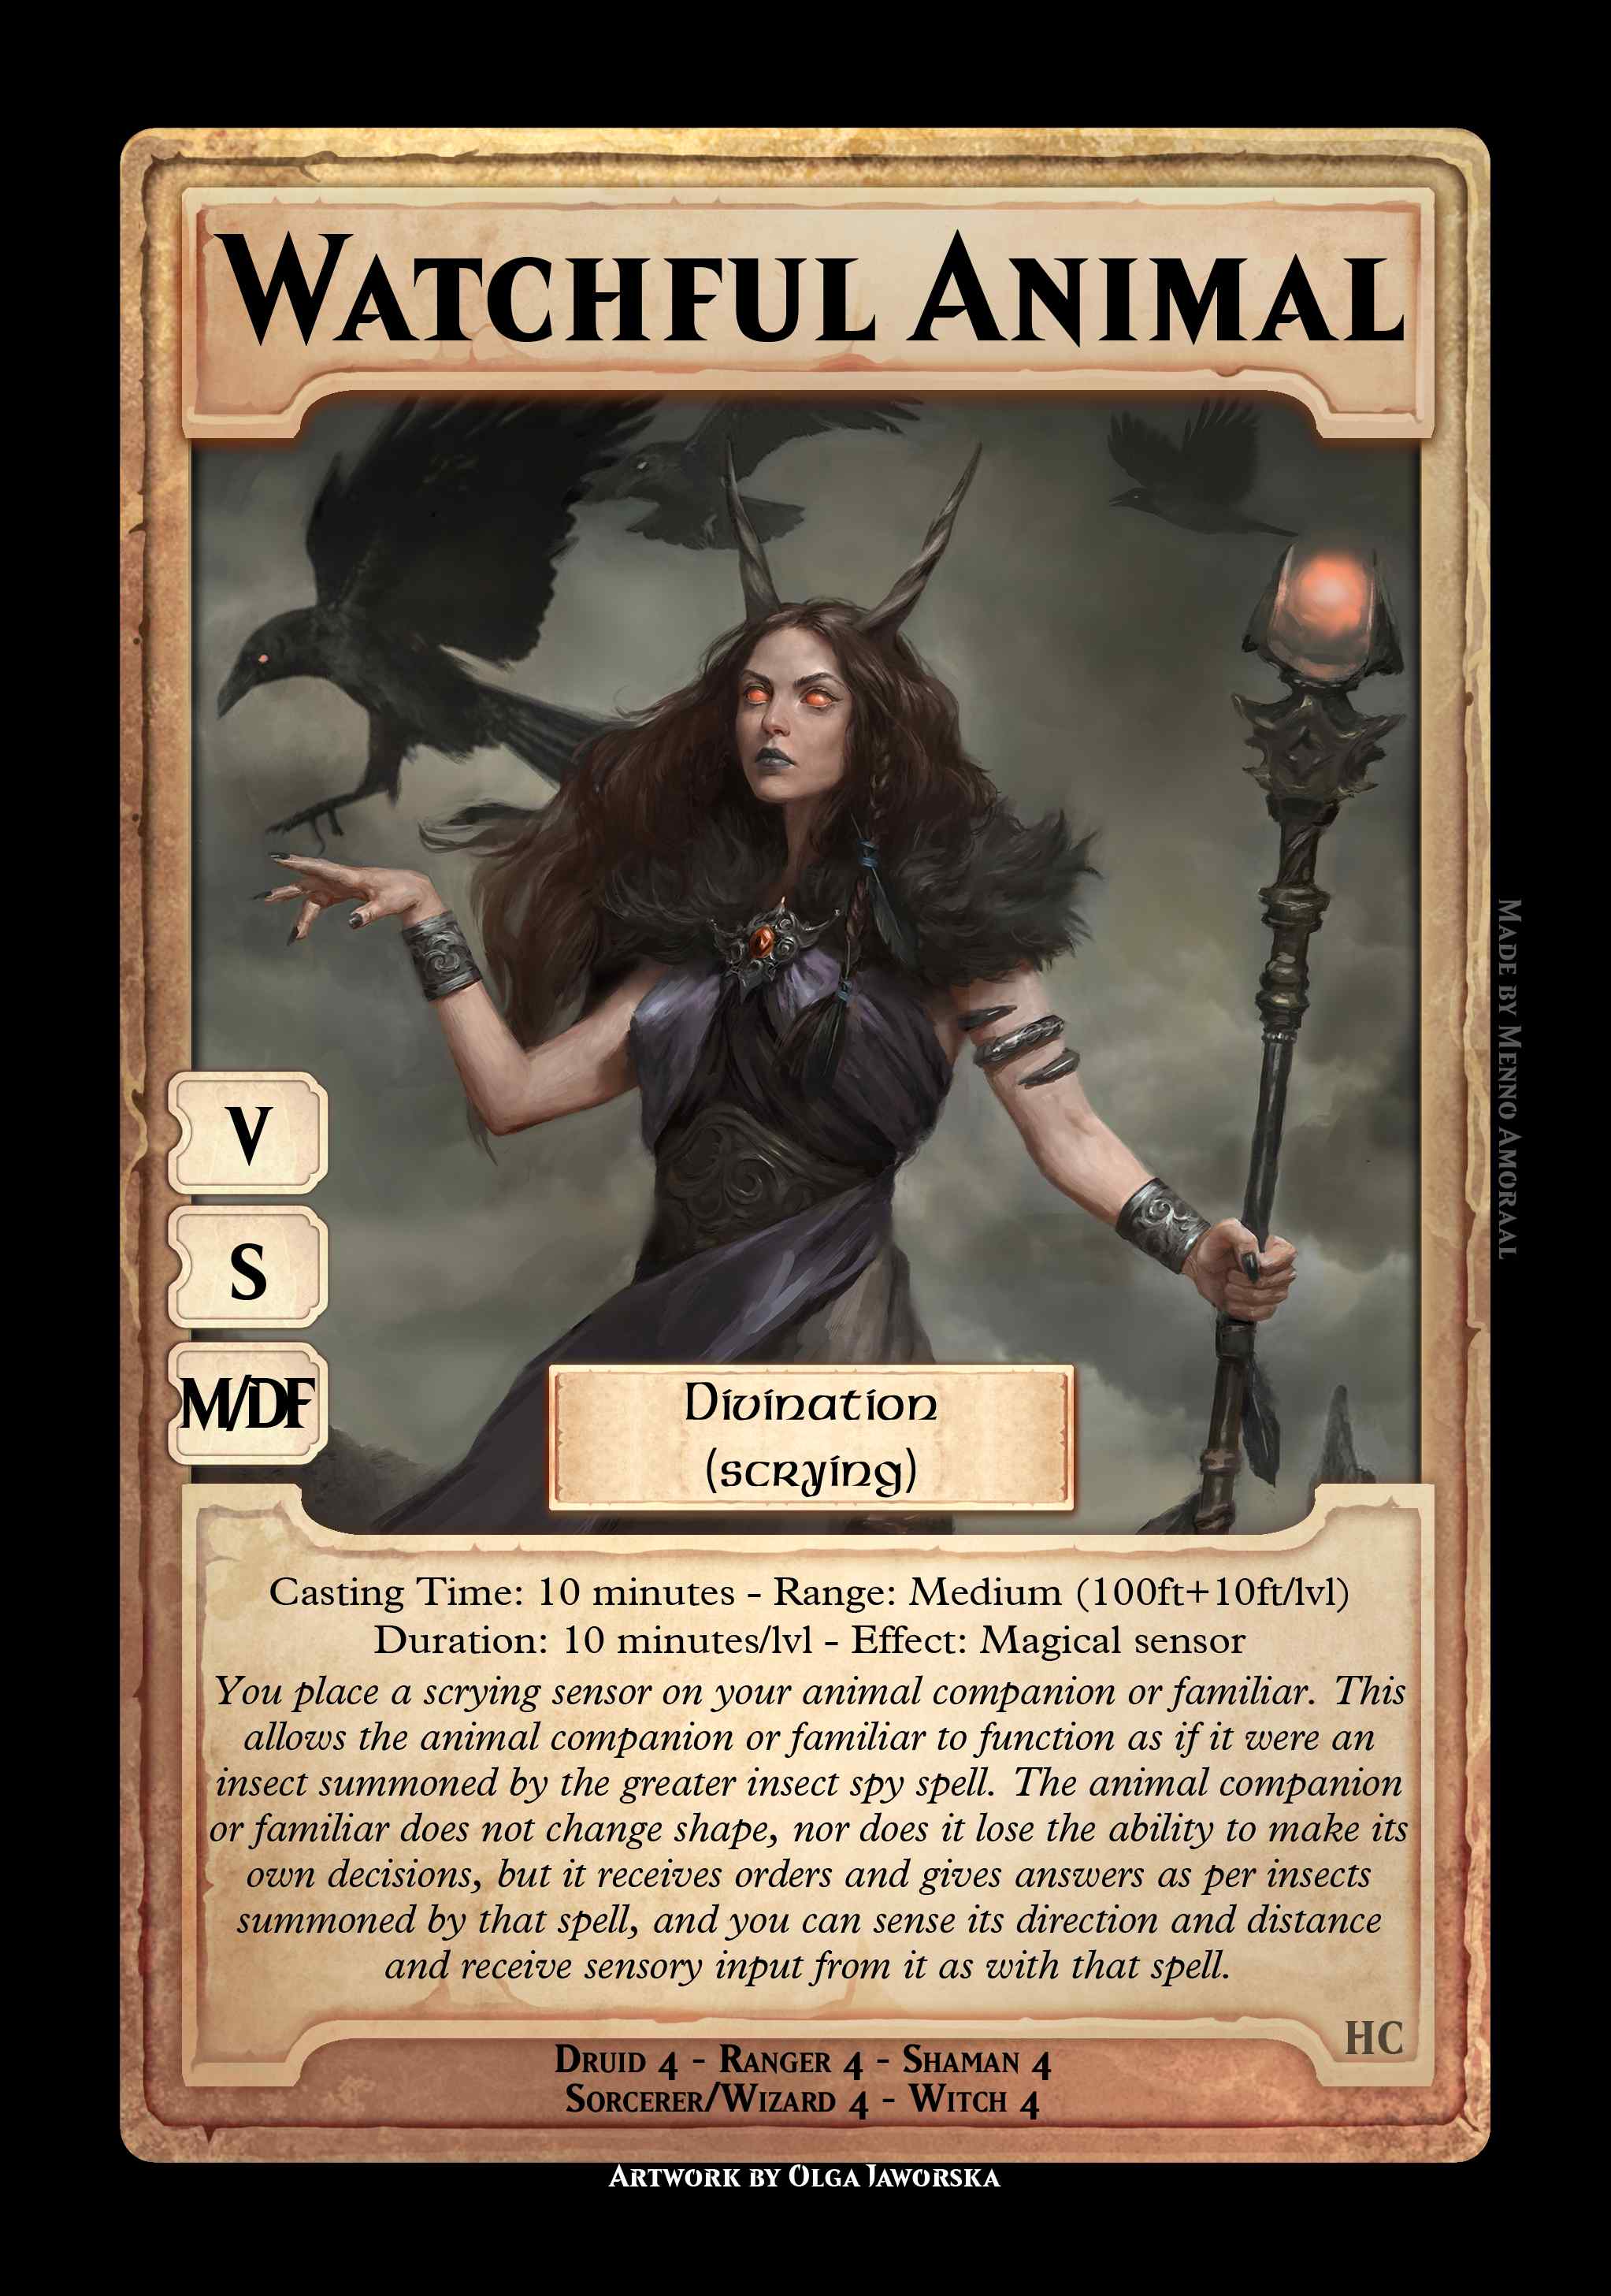 Watchful Animal
V
S
M/DF
Divination
(scrying)
Casting Time: 10 minutes - Range: Medium (100ft+10ft/lvl)
Duration: 10 minutes/lvl - Effect: Magical sensor
You place a scrying sensor on your animal companion or familiar. This
allows the animal companion or familiar to function as if it were an
insect summoned by the greater insect spy spell. The animal companion
or familiar does not change shape, nor does it lose the ability to make its
own decisions, but it receives orders and gives answers as per insects
summoned by that spell, and you can sense its direction and distance
and receive sensory input from it as with that spell.
HC
Druid 4 - Ranger 4 - Shaman 4
Sorcerer/Wizard 4 - Witch 4
Artwork by Olga Jaworska
Made by Menno Amoraal